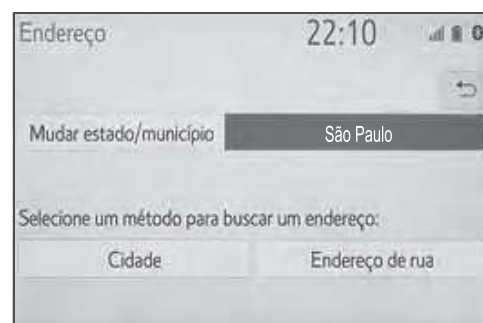 Endereço 22:10 0
Mudar estado/município São Paulo
Selecione um método para buscar um endereço:
Cidade Endereço de rua